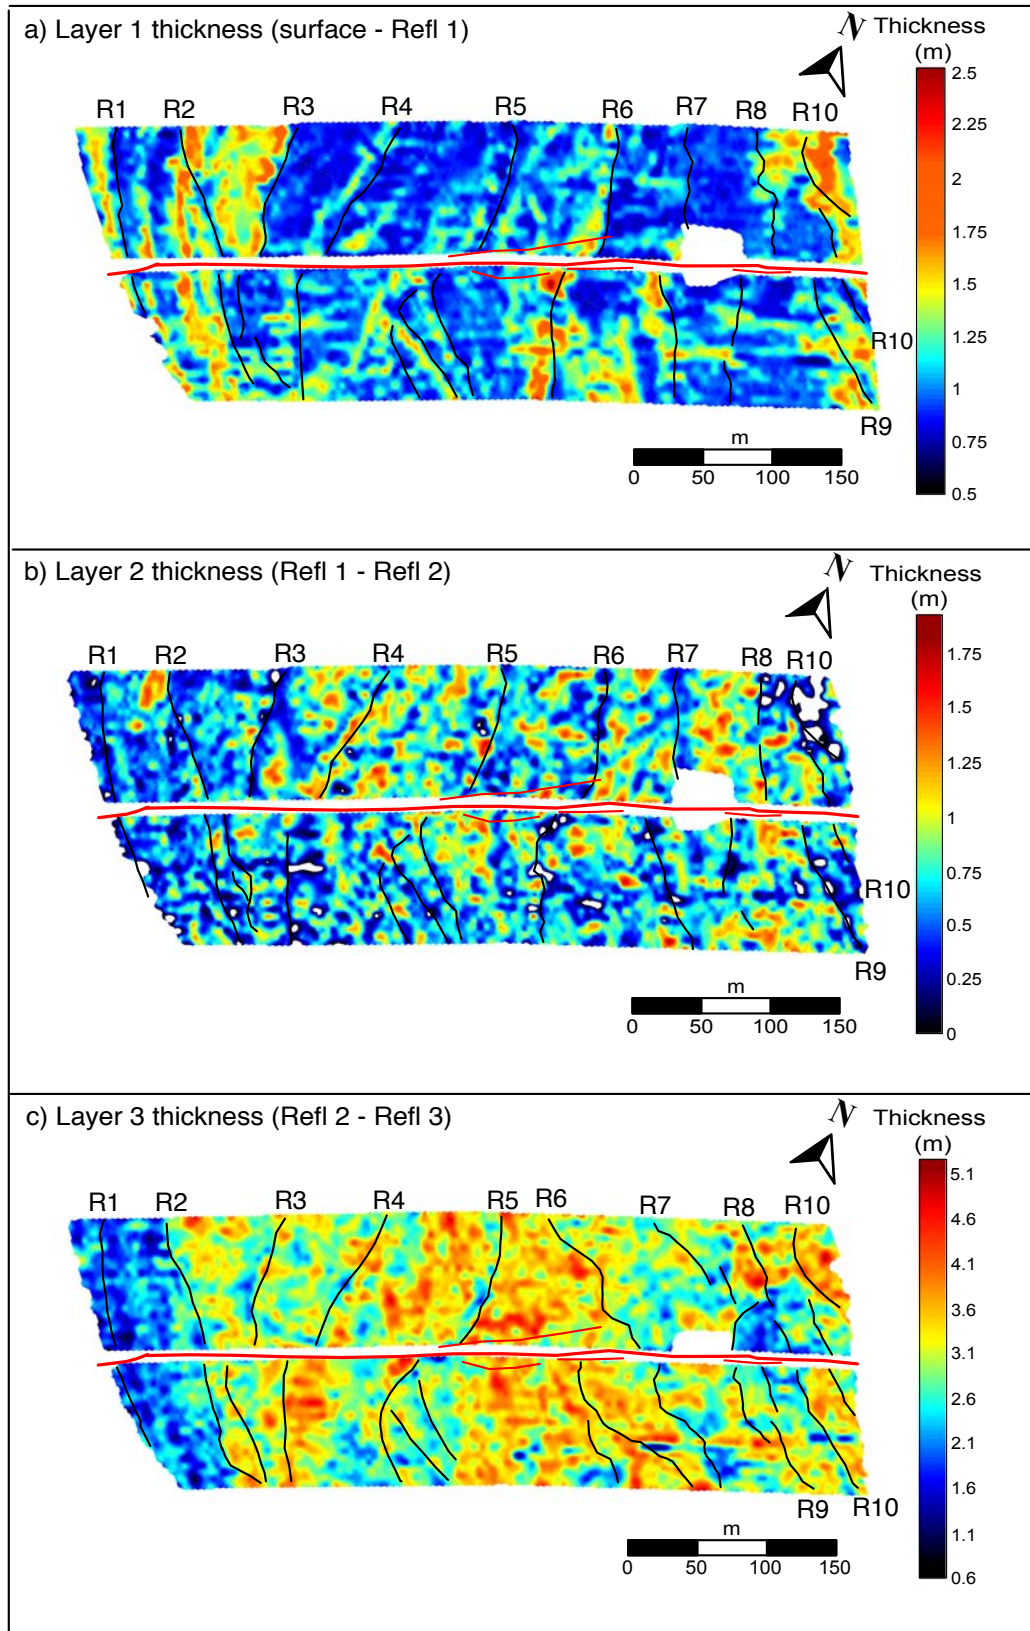 a) Layer 1 thickness (surface - Refl 1)
N
Thickness
(m)
R1 R2 R3 R4 R5 R6 R7 R8 R10
2.5
2.25
2
1.75
1.5
1.25
1
0.75
0.5
R10
R9
m
0 50 100 150
b) Layer 2 thickness (Refl 1 - Refl 2)
N
Thickness
(m)
R1 R2 R3 R4 R5 R6 R7 R8 R10
1.75
1.5
1.25
1
0.75
0.5
0.25
0
R10
R9
m
0 50 100 150
c) Layer 3 thickness (Refl 2 - Refl 3)
N
Thickness
(m)
R1 R2 R3 R4 R5 R6 R7 R8 R10
5.1
4.6
4.1
3.6
3.1
2.6
2.1
1.6
1.1
0.6
R9 R10
m
0 50 100 150